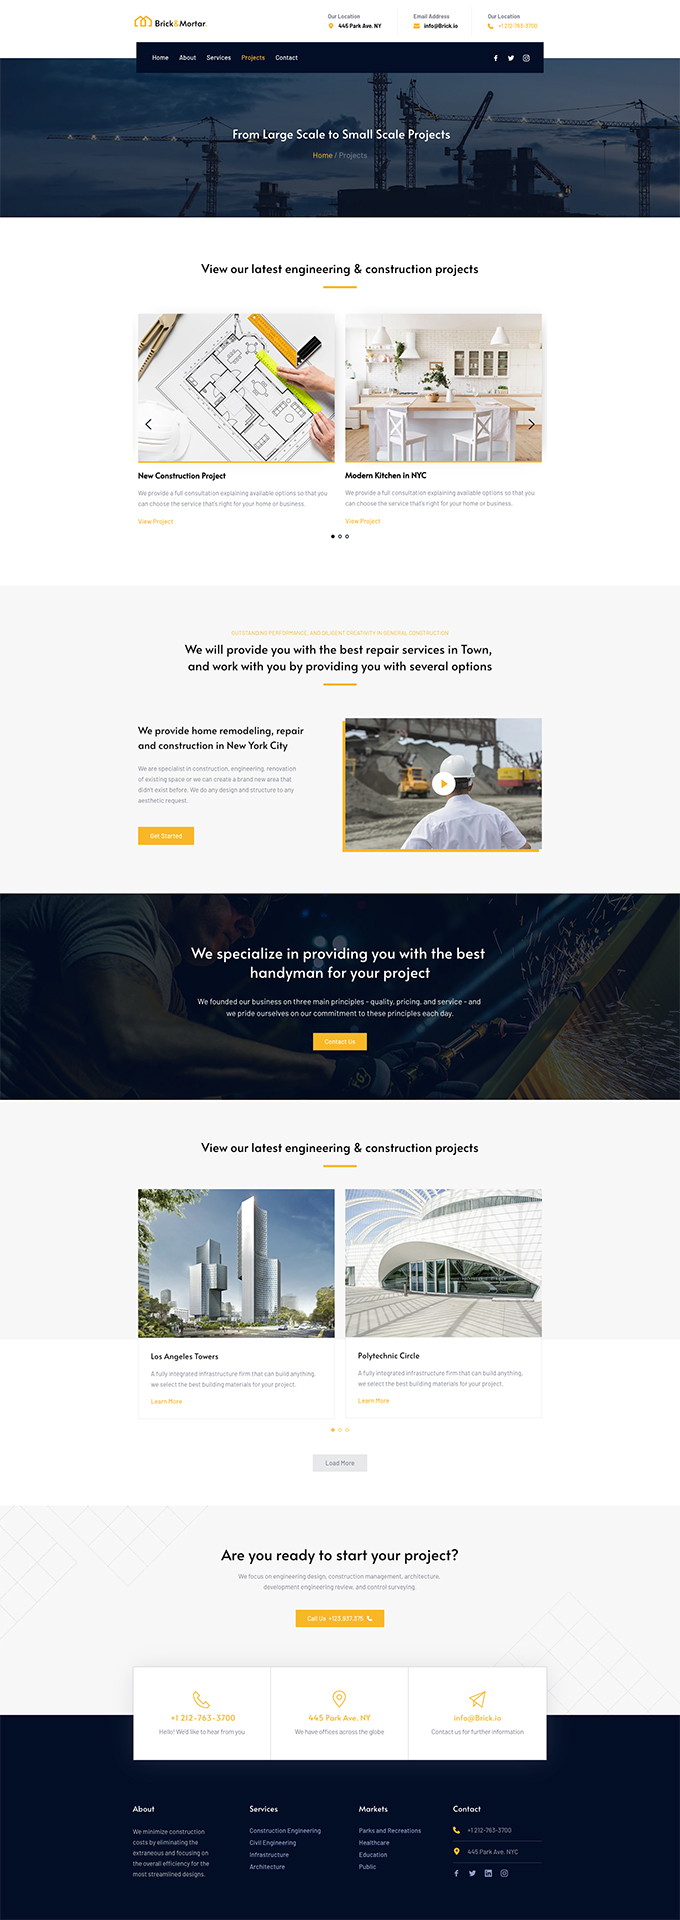 Brick&Mortar.
Our Location
445 Park Ave. NY
Email Address
info@Brick.io
Our Location
+1 212-763-3700
Home About Services Projects Contact
From Large Scale to Small Scale Projects
Home / Projects
View our latest engineering & construction projects
New Construction Project
We provide a full consultation explaining available options so that you
can choose the service that's right for your home or business.
View Project
Modern Kitchen in NYC
We provide a full consultation explaining available options so that you
can choose the service that's right for your home or business.
View Project
OUTSTANDING PERFORMANCE, AND DILIGENT CREATIVITY IN GENERAL CONSTRUCTION
We will provide you with the best repair services in Town,
and work with you by providing you with several options
We provide home remodeling, repair
and construction in New York City
We are specialist in construction, engineering, renovation
of existing space or we can create a brand new area that
didn't exist before. We do any design and structure to any
aesthetic request.
Get Started
We specialize in providing you with the best
handyman for your project
We founded our business on three main principles - quality, pricing, and service - and
we pride ourselves on our commitment to these principles each day.
Contact Us
View our latest engineering & construction projects
Los Angeles Towers
A fully integrated infrastructure firm that can build anything,
we select the best building materials for your project.
Learn More
Polytechnic Circle
A fully integrated infrastructure firm that can build anything,
we select the best building materials for your project.
Learn More
Load More
Are you ready to start your project?
We focus on engineering design, construction management, architecture,
development engineering review, and control surveying.
Call Us +123.937.375
+1 212-763-3700
Hello! We'd like to hear from you
445 Park Ave. NY
We have offices across the globe
info@Brick.io
Contact us for further information
About
We minimize construction
costs by eliminating the
extraneous and focusing on
the overall efficiency for the
most streamlined designs.
Services
Construction Engineering
Civil Engineering
Infrastructure
Architecture
Markets
Parks and Recreations
Healthcare
Education
Public
Contact
+1 212-763-3700
445 Park Ave. NYC